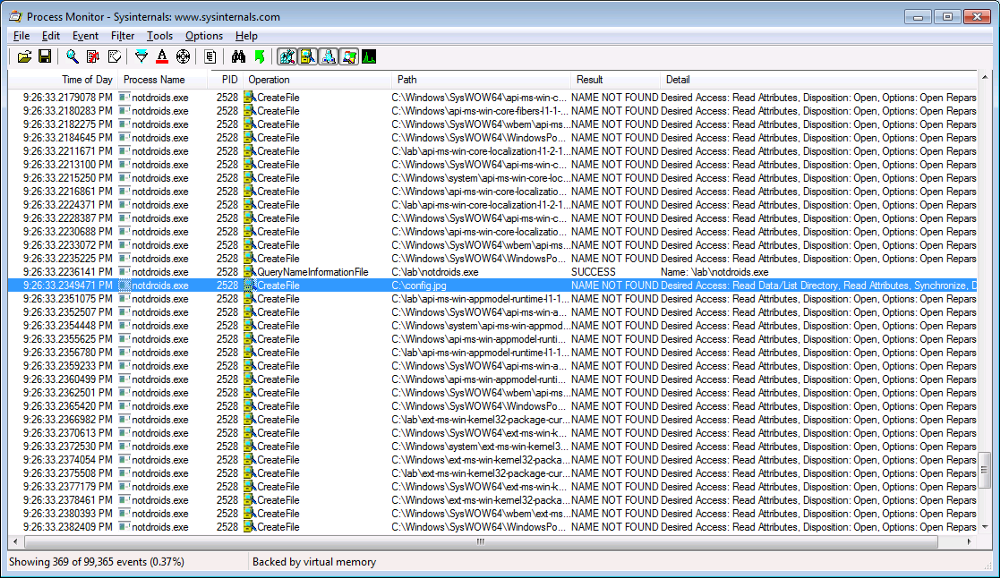 Process Monitor - Sysinternals: www.sysinternals.com
File Edit Event Filter Tools Options Help
Time of Day Process Name PID Operation Path Result Detail
9:26:33.2179078 PM notdroids.exe 2528 CreateFile C:\Windows\SysWOW64\api-ms-win-c... NAME NOT FOUND Desired Access: Read Attributes, Disposition: Open, Options: Open Repars
9:26:33.2180283 PM notdroids.exe 2528 CreateFile C:\Windows\api-ms-win-core-fibers-l1-1-... NAME NOT FOUND Desired Access: Read Attributes, Disposition: Open, Options: Open Repars
9:26:33.2182275 PM notdroids.exe 2528 CreateFile C:\Windows\SysWOW64\wbem\api-ms... NAME NOT FOUND Desired Access: Read Attributes, Disposition: Open, Options: Open Repars
9:26:33.2184645 PM notdroids.exe 2528 CreateFile C:\Windows\SysWOW64\WindowsPo... NAME NOT FOUND Desired Access: Read Attributes, Disposition: Open, Options: Open Repars
9:26:33.2211671 PM notdroids.exe 2528 CreateFile C:\lab\api-ms-win-core-localization-l1-2-1... NAME NOT FOUND Desired Access: Read Attributes, Disposition: Open, Options: Open Repars
9:26:33.2213100 PM notdroids.exe 2528 CreateFile C:\Windows\SysWOW64\api-ms-win-c... NAME NOT FOUND Desired Access: Read Attributes, Disposition: Open, Options: Open Repars
9:26:33.2215250 PM notdroids.exe 2528 CreateFile C:\Windows\system\api-ms-win-core-loc... NAME NOT FOUND Desired Access: Read Attributes, Disposition: Open, Options: Open Repars
9:26:33.2216861 PM notdroids.exe 2528 CreateFile C:\Windows\api-ms-win-core-localizatio... NAME NOT FOUND Desired Access: Read Attributes, Disposition: Open, Options: Open Repars
9:26:33.2224371 PM notdroids.exe 2528 CreateFile C:\lab\api-ms-win-core-localization-l1-2-1... NAME NOT FOUND Desired Access: Read Attributes, Disposition: Open, Options: Open Repars
9:26:33.2228387 PM notdroids.exe 2528 CreateFile C:\Windows\SysWOW64\api-ms-win-c... NAME NOT FOUND Desired Access: Read Attributes, Disposition: Open, Options: Open Repars
9:26:33.2230688 PM notdroids.exe 2528 CreateFile C:\Windows\api-ms-win-core-localizatio... NAME NOT FOUND Desired Access: Read Attributes, Disposition: Open, Options: Open Repars
9:26:33.2233072 PM notdroids.exe 2528 CreateFile C:\Windows\SysWOW64\wbem\api-ms... NAME NOT FOUND Desired Access: Read Attributes, Disposition: Open, Options: Open Repars
9:26:33.2235225 PM notdroids.exe 2528 CreateFile C:\Windows\SysWOW64\WindowsPo... NAME NOT FOUND Desired Access: Read Attributes, Disposition: Open, Options: Open Repars
9:26:33.2236141 PM notdroids.exe 2528 QueryNameInformationFile C:\lab\notdroids.exe SUCCESS Name: \lab\notdroids.exe
9:26:33.2349471 PM notdroids.exe 2528 CreateFile C:\config.jpg NAME NOT FOUND Desired Access: Read Data/List Directory, Read Attributes, Synchronize, D
9:26:33.2351075 PM notdroids.exe 2528 CreateFile C:\lab\api-ms-win-appmodel-runtime-l1-1-... NAME NOT FOUND Desired Access: Read Attributes, Disposition: Open, Options: Open Repars
9:26:33.2352507 PM notdroids.exe 2528 CreateFile C:\Windows\SysWOW64\api-ms-win-a... NAME NOT FOUND Desired Access: Read Attributes, Disposition: Open, Options: Open Repars
9:26:33.2354448 PM notdroids.exe 2528 CreateFile C:\Windows\system\api-ms-win-appmod... NAME NOT FOUND Desired Access: Read Attributes, Disposition: Open, Options: Open Repars
9:26:33.2355625 PM notdroids.exe 2528 CreateFile C:\Windows\api-ms-win-appmodel-runti... NAME NOT FOUND Desired Access: Read Attributes, Disposition: Open, Options: Open Repars
9:26:33.2356780 PM notdroids.exe 2528 CreateFile C:\lab\api-ms-win-appmodel-runtime-l1-1... NAME NOT FOUND Desired Access: Read Attributes, Disposition: Open, Options: Open Repars
9:26:33.2359233 PM notdroids.exe 2528 CreateFile C:\Windows\SysWOW64\api-ms-win-a... NAME NOT FOUND Desired Access: Read Attributes, Disposition: Open, Options: Open Repars
9:26:33.2360499 PM notdroids.exe 2528 CreateFile C:\Windows\api-ms-win-appmodel-runti... NAME NOT FOUND Desired Access: Read Attributes, Disposition: Open, Options: Open Repars
9:26:33.2362501 PM notdroids.exe 2528 CreateFile C:\Windows\SysWOW64\wbem\api-ms... NAME NOT FOUND Desired Access: Read Attributes, Disposition: Open, Options: Open Repars
9:26:33.2365420 PM notdroids.exe 2528 CreateFile C:\Windows\SysWOW64\WindowsPo... NAME NOT FOUND Desired Access: Read Attributes, Disposition: Open, Options: Open Repars
9:26:33.2366982 PM notdroids.exe 2528 CreateFile C:\lab\ext-ms-win-kernel32-package-cur... NAME NOT FOUND Desired Access: Read Attributes, Disposition: Open, Options: Open Repars
9:26:33.2370613 PM notdroids.exe 2528 CreateFile C:\Windows\SysWOW64\ext-ms-win-k... NAME NOT FOUND Desired Access: Read Attributes, Disposition: Open, Options: Open Repars
9:26:33.2372530 PM notdroids.exe 2528 CreateFile C:\Windows\system\ext-ms-win-kernel3... NAME NOT FOUND Desired Access: Read Attributes, Disposition: Open, Options: Open Repars
9:26:33.2374054 PM notdroids.exe 2528 CreateFile C:\Windows\ext-ms-win-kernel32-packa... NAME NOT FOUND Desired Access: Read Attributes, Disposition: Open, Options: Open Repars
9:26:33.2375508 PM notdroids.exe 2528 CreateFile C:\lab\ext-ms-win-kernel32-package-cur... NAME NOT FOUND Desired Access: Read Attributes, Disposition: Open, Options: Open Repars
9:26:33.2377179 PM notdroids.exe 2528 CreateFile C:\Windows\SysWOW64\ext-ms-win-k... NAME NOT FOUND Desired Access: Read Attributes, Disposition: Open, Options: Open Repars
9:26:33.2378461 PM notdroids.exe 2528 CreateFile C:\Windows\ext-ms-win-kernel32-packa... NAME NOT FOUND Desired Access: Read Attributes, Disposition: Open, Options: Open Repars
9:26:33.2380393 PM notdroids.exe 2528 CreateFile C:\Windows\SysWOW64\wbem\ext-ms... NAME NOT FOUND Desired Access: Read Attributes, Disposition: Open, Options: Open Repars
9:26:33.2382409 PM notdroids.exe 2528 CreateFile C:\Windows\SysWOW64\WindowsPo... NAME NOT FOUND Desired Access: Read Attributes, Disposition: Open, Options: Open Repars
Showing 369 of 99,365 events (0.37%) Backed by virtual memory